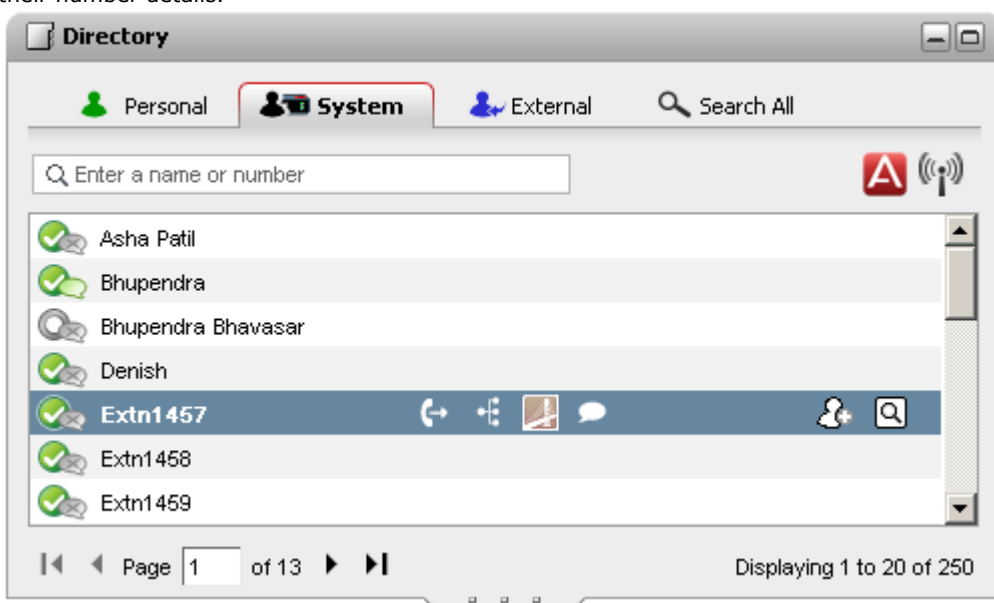 their number details.
Directory
Personal System External Search All
Enter a name or number
Asha Patil
Bhupendra
Bhupendra Bhavasar
Denish
Extn1457
Extn1458
Extn1459
Page 1 of 13 Displaying 1 to 20 of 250